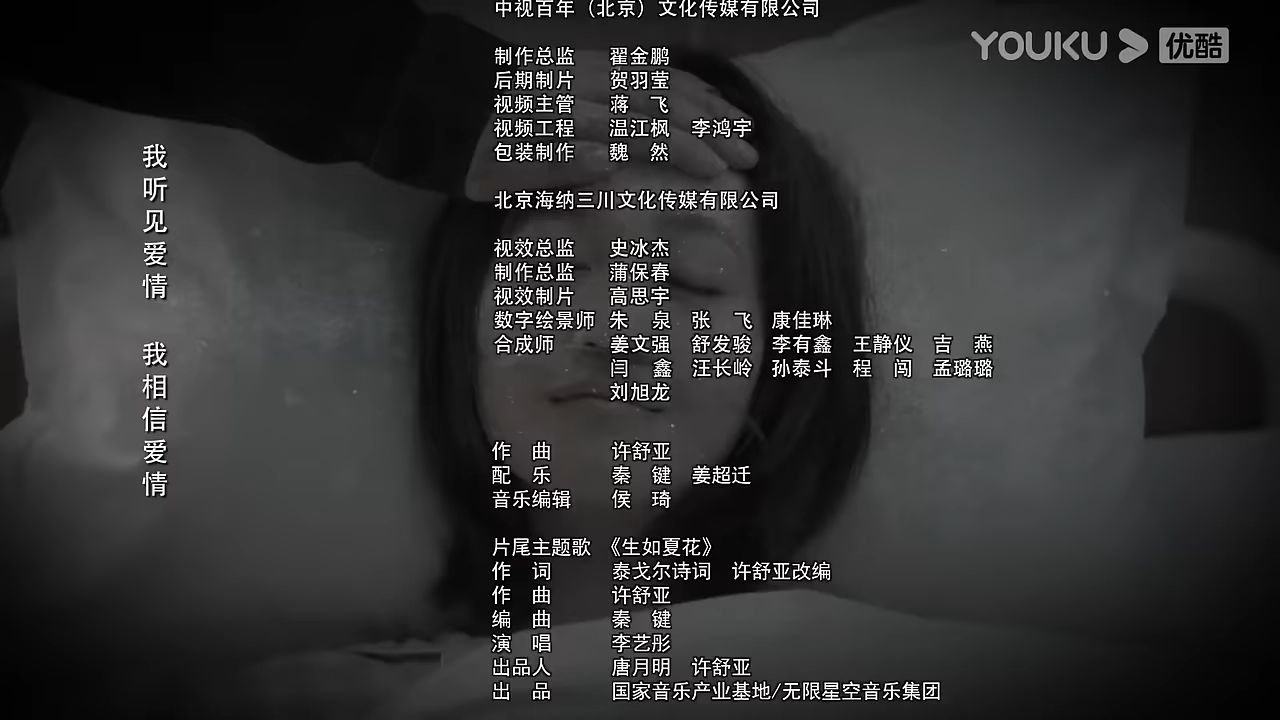 中视百年（北京）文化传媒有限公司
YOUKU 优酷
制作总监 翟金鹏
后期制片 贺羽莹
视频主管 蒋 飞
视频工程 温江枫 李鸿宇
包装制作 魏 然
北京海纳三川文化传媒有限公司
视效总监 史冰杰
制作总监 蒲保春
视效制片 高思宇
数字绘景师 朱 泉 张 飞 康佳琳
合成师 姜文强 舒发骏 李有鑫 王静仪 吉 燕
闫 鑫 汪长岭 孙泰斗 程 闯 孟璐璐
刘旭龙
作 曲 许舒亚
配 乐 秦 键 姜超迁
音乐编辑 侯 琦
片尾主题歌 《生如夏花》
作 词 泰戈尔诗词 许舒亚改编
作 曲 许舒亚
编 曲 秦 键
演 唱 李艺彤
出品人 唐月明 许舒亚
出 品 国家音乐产业基地/无限星空音乐集团
我听见爱情 我相信爱情